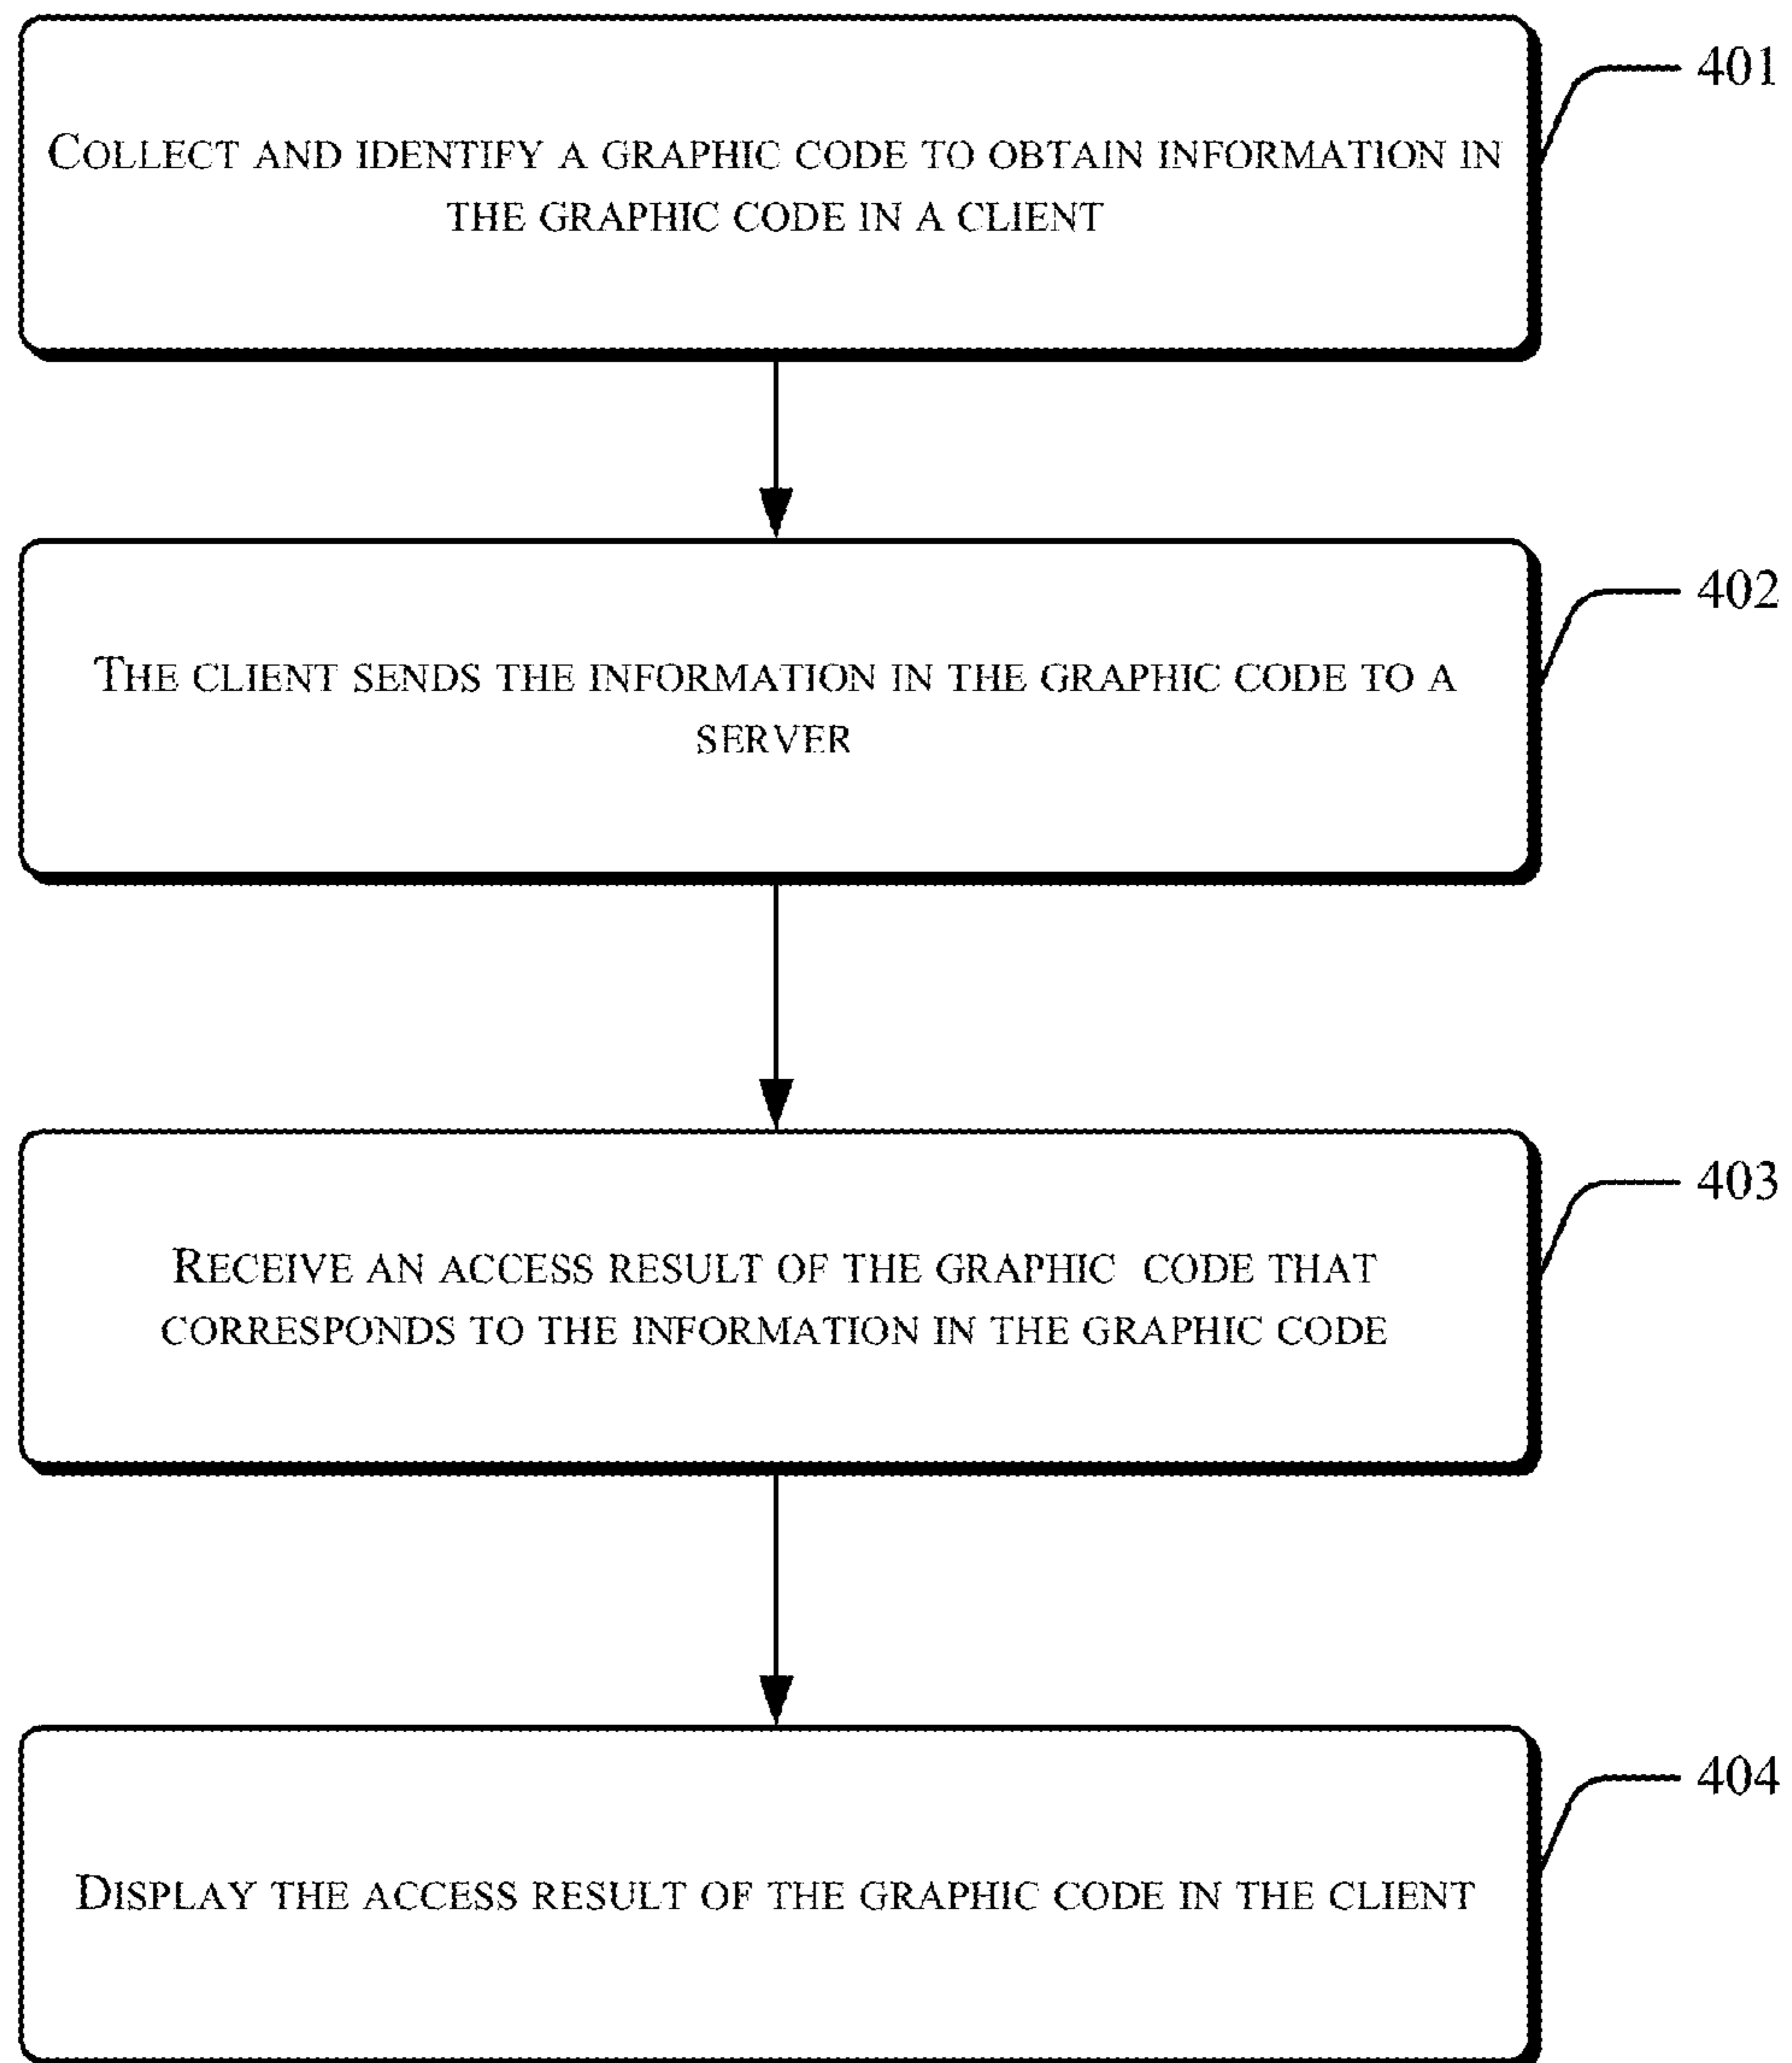 401
COLLECT AND IDENTIFY A GRAPHIC CODE TO OBTAIN INFORMATION IN
THE GRAPHIC CODE IN A CLIENT
402
THE CLIENT SENDS THE INFORMATION IN THE GRAPHIC CODE TO A
SERVER
403
RECEIVE AN ACCESS RESULT OF THE GRAPHIC CODE THAT
CORRESPONDS TO THE INFORMATION IN THE GRAPHIC CODE
404
DISPLAY THE ACCESS RESULT OF THE GRAPHIC CODE IN THE CLIENT